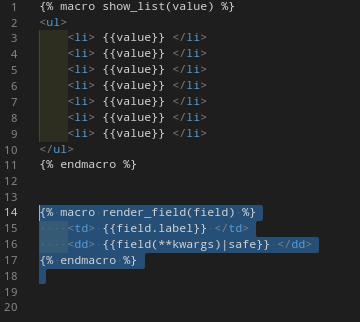 1 {% macro show_list(value) %}
2 <ul>
3 <li> {{value}} </li>
4 <li> {{value}} </li>
5 <li> {{value}} </li>
6 <li> {{value}} </li>
7 <li> {{value}} </li>
8 <li> {{value}} </li>
9 <li> {{value}} </li>
10 </ul>
11 {% endmacro %}
12
13
14 {% macro render_field(field) %}
15 <td> {{field.label}} </td>
16 <dd> {{field(**kwargs)|safe}} </dd>
17 {% endmacro %}
18
19
20